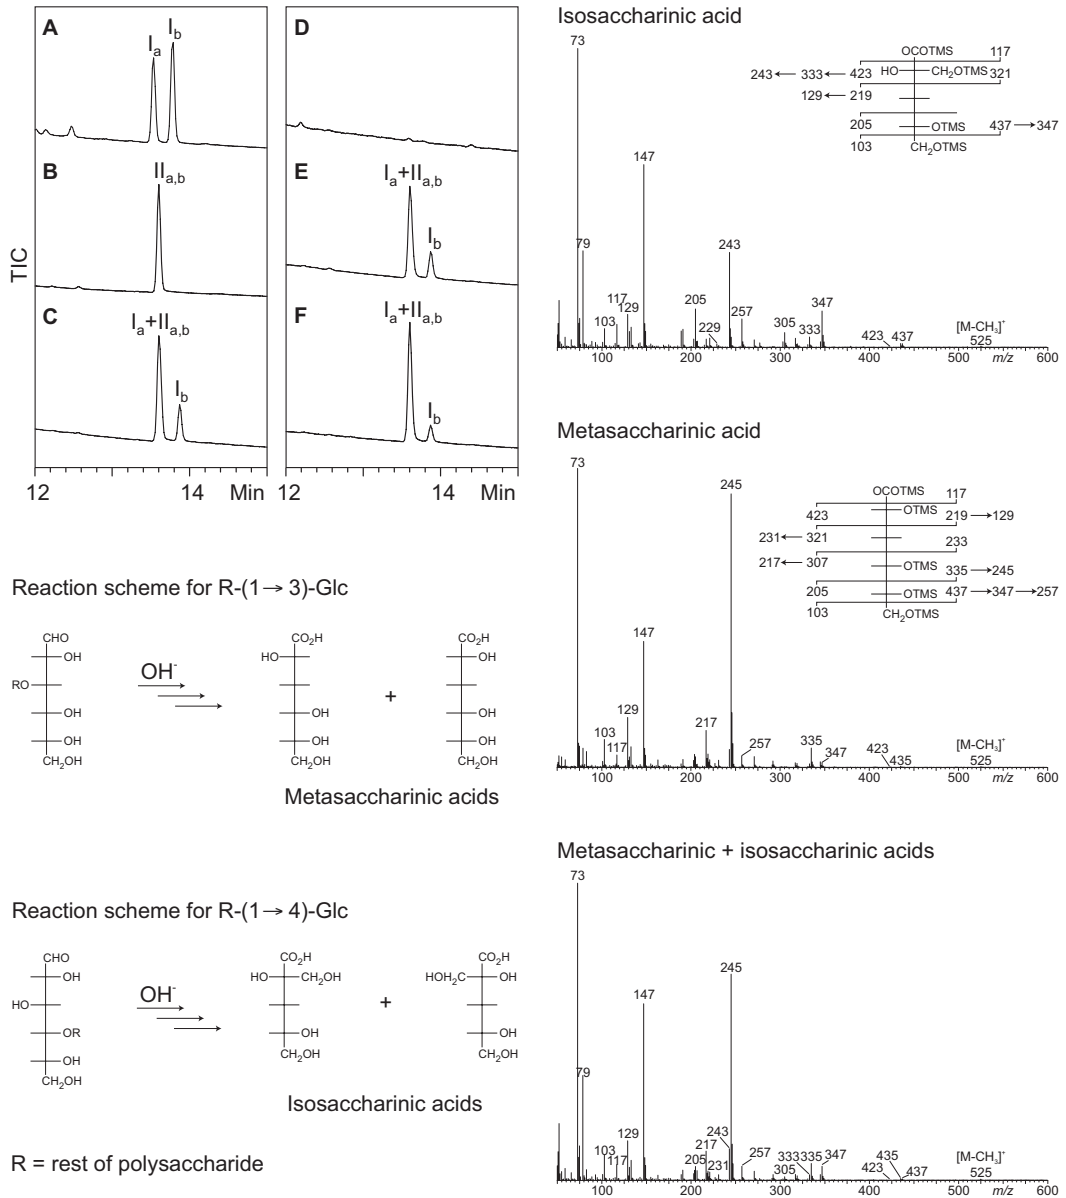 A
Ia
Ib
D
B
IIa,b
E
Ia+IIa,b
Ib
C
Ia+IIa,b
Ib
F
Ia+IIa,b
Ib
TIC
12
14
Min
12
14
Min
Reaction scheme for R-(1→3)-Glc
CHO
OH
RO
OH
OH
CH2OH
OH-
CO2H
HO
OH
OH
CH2OH
+
CO2H
OH
OH
OH
CH2OH
Metasaccharinic acids
Reaction scheme for R-(1→4)-Glc
CHO
OH
HO
OR
OH
CH2OH
OH-
CO2H
HO
CH2OH
OH
CH2OH
+
CO2H
HOH2C
OH
OH
CH2OH
Isosaccharinic acids
R = rest of polysaccharide
Isosaccharinic acid
73
79
103
117
129
147
205
229
243
257
305
333
347
423
437
[M-CH3]+
525
OCOTMS 117
243 ← 333 ← 423 HO CH2OTMS 321
129 ← 219
205 OTMS 437 → 347
103 CH2OTMS
100 200 300 400 500 m/z 600
Metasaccharinic acid
73
103
117
129
147
217
245
257
335
347
423
435
[M-CH3]+
525
OCOTMS 117
423 OTMS 219 → 129
231 ← 321
233
217 ← 307
OTMS 335 → 245
205 OTMS 437 → 347 → 257
103 CH2OTMS
100 200 300 400 500 m/z 600
Metasaccharinic + isosaccharinic acids
73
79
103
117
129
147
205
217
231
243
245
257
305
333
335
347
423
435
437
[M-CH3]+
525
100 200 300 400 500 m/z 600